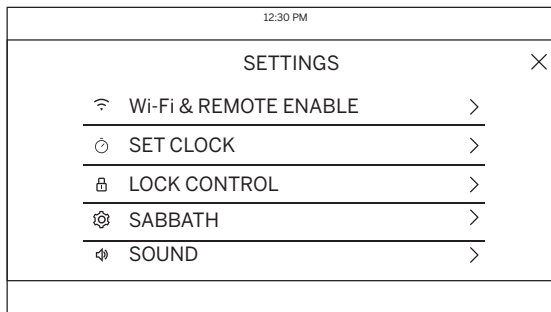 12:30 PM
SETTINGS
Wi-Fi & REMOTE ENABLE
SET CLOCK
LOCK CONTROL
SABBATH
SOUND